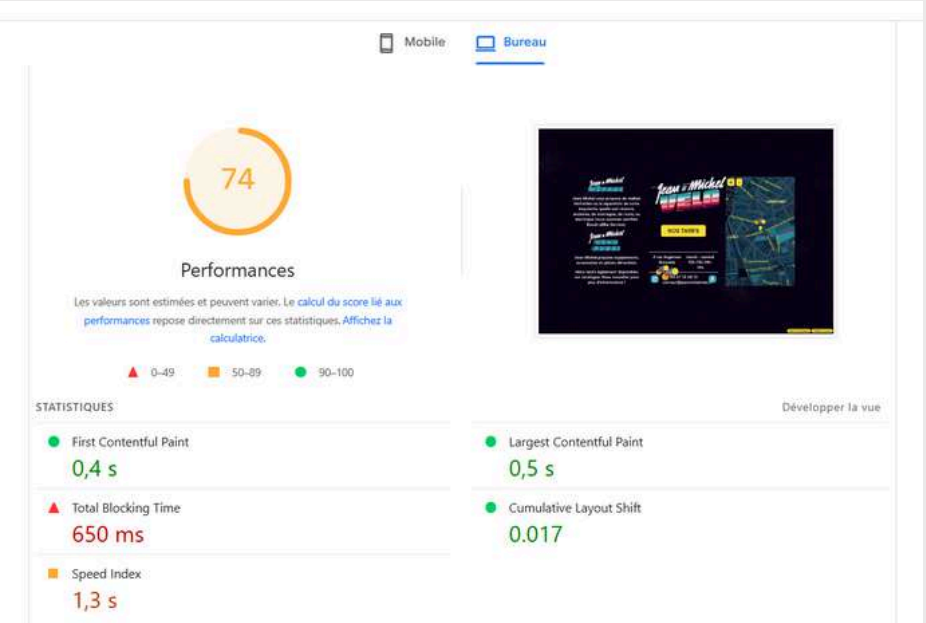 Mobile
Bureau
74
Performances
Les valeurs sont estimées et peuvent varier. Le calcul du score lié aux
performances repose directement sur ces statistiques. Affichez la
calculatrice.
0–49
50–89
90–100
Jean & Michel
VELO
NOS TARIFS
STATISTIQUES
Développer la vue
First Contentful Paint
0,4 s
Largest Contentful Paint
0,5 s
Total Blocking Time
650 ms
Cumulative Layout Shift
0.017
Speed Index
1,3 s